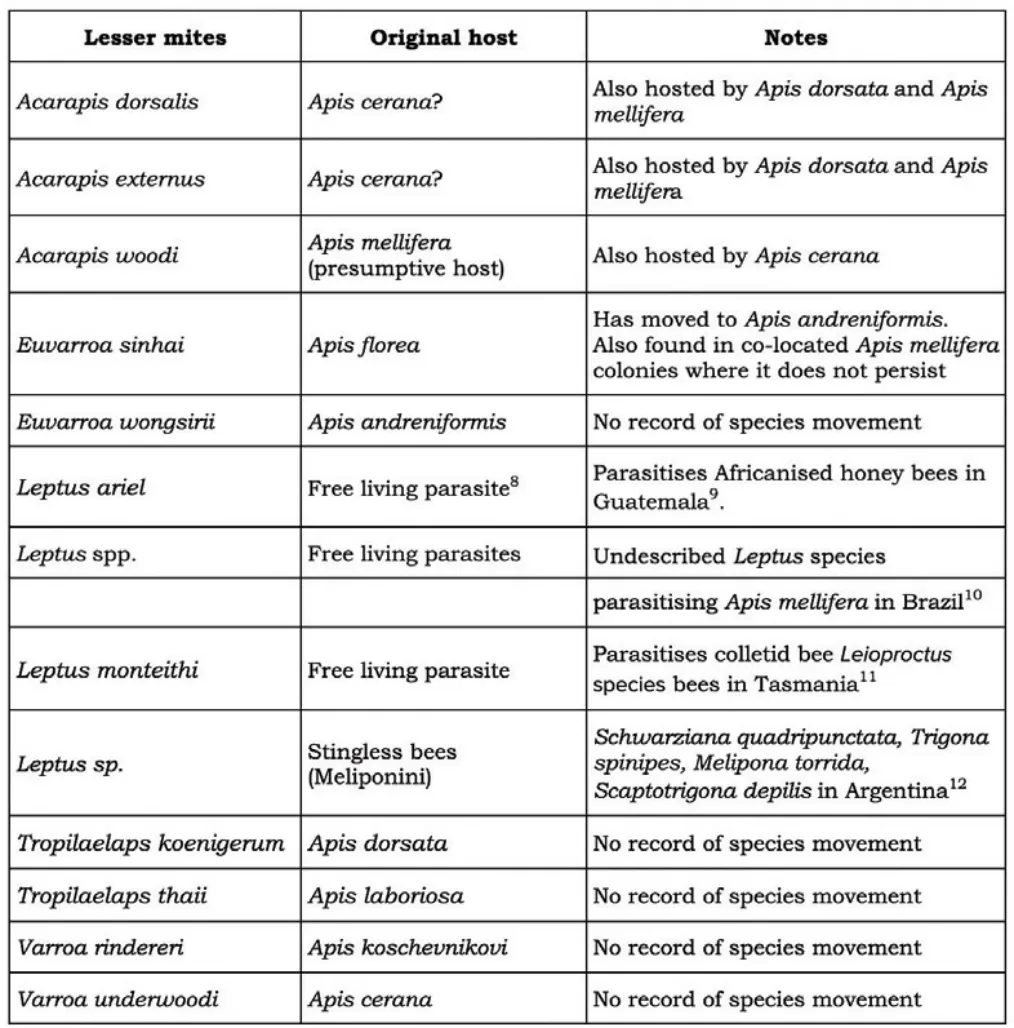 Lesser mites Original host Notes
Acarapis dorsalis Apis cerana? Also hosted by Apis dorsata and Apis
mellifera
Acarapis externus Apis cerana? Also hosted by Apis dorsata and Apis
mellifera
Acarapis woodi Apis mellifera
(presumptive host) Also hosted by Apis cerana
Euvarroa sinhai Apis florea Has moved to Apis andreniformis.
Also found in co-located Apis mellifera
colonies where it does not persist
Euvarroa wongsirii Apis andreniformis No record of species movement
Leptus ariel Free living parasite⁸ Parasitises Africanised honey bees in
Guatemala⁹.
Leptus spp. Free living parasites Undescribed Leptus species
parasitising Apis mellifera in Brazil¹⁰
Leptus monteithi Free living parasite Parasitises colletid bee Leioproctus
species bees in Tasmania¹¹
Leptus sp. Stingless bees
(Meliponini) Schwarziana quadripunctata, Trigona
spinipes, Melipona torrida,
Scaptotrigona depilis in Argentina¹²
Tropilaelaps koenigerum Apis dorsata No record of species movement
Tropilaelaps thaii Apis laboriosa No record of species movement
Varroa rindereri Apis koschevnikovi No record of species movement
Varroa underwoodi Apis cerana No record of species movement